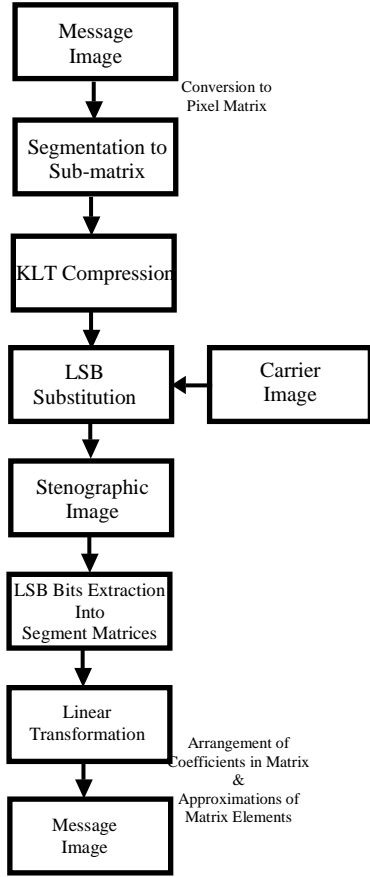 Message
Image
Conversion to
Pixel Matrix
Segmentation to
Sub-matrix
KLT Compression
LSB
Substitution
Carrier
Image
Stenographic
Image
LSB Bits Extraction
Into
Segment Matrices
Linear
Transformation
Arrangement of
Coefficients in Matrix
&
Approximations of
Matrix Elements
Message
Image